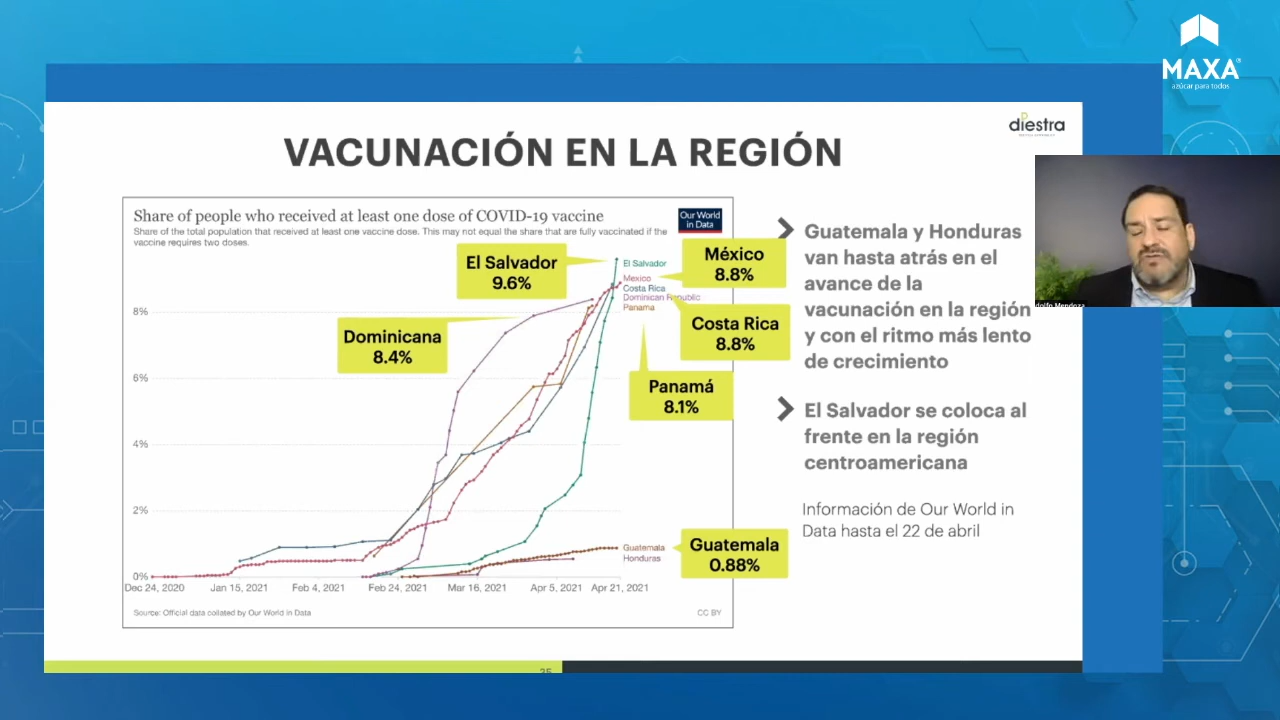 MAXA
azúcar para todos
diestra
VACUNACIÓN EN LA REGIÓN
Share of people who received at least one dose of COVID-19 vaccine
Share of the total population that received at least one vaccine dose. This may not equal the share that are fully vaccinated if the
vaccine requires two doses.
Our World
in Data
El Salvador
9.6%
México
8.8%
El Salvador
Mexico
Costa Rica
Dominican Republic
Panama
Dominicana
8.4%
Costa Rica
8.8%
Panamá
8.1%
8%
6%
4%
2%
0%
Guatemala
Honduras
Guatemala
0.88%
Dec 24, 2020
Jan 15, 2021
Feb 4, 2021
Feb 24, 2021
Mar 16, 2021
Apr 5, 2021
Apr 21, 2021
Source: Official data collated by Our World in Data
CC BY
Guatemala y Honduras
van hasta atrás en el
avance de la
vacunación en la región
y con el ritmo más lento
de crecimiento
El Salvador se coloca al
frente en la región
centroamericana
Información de Our World in
Data hasta el 22 de abril
dolfo Mendoza